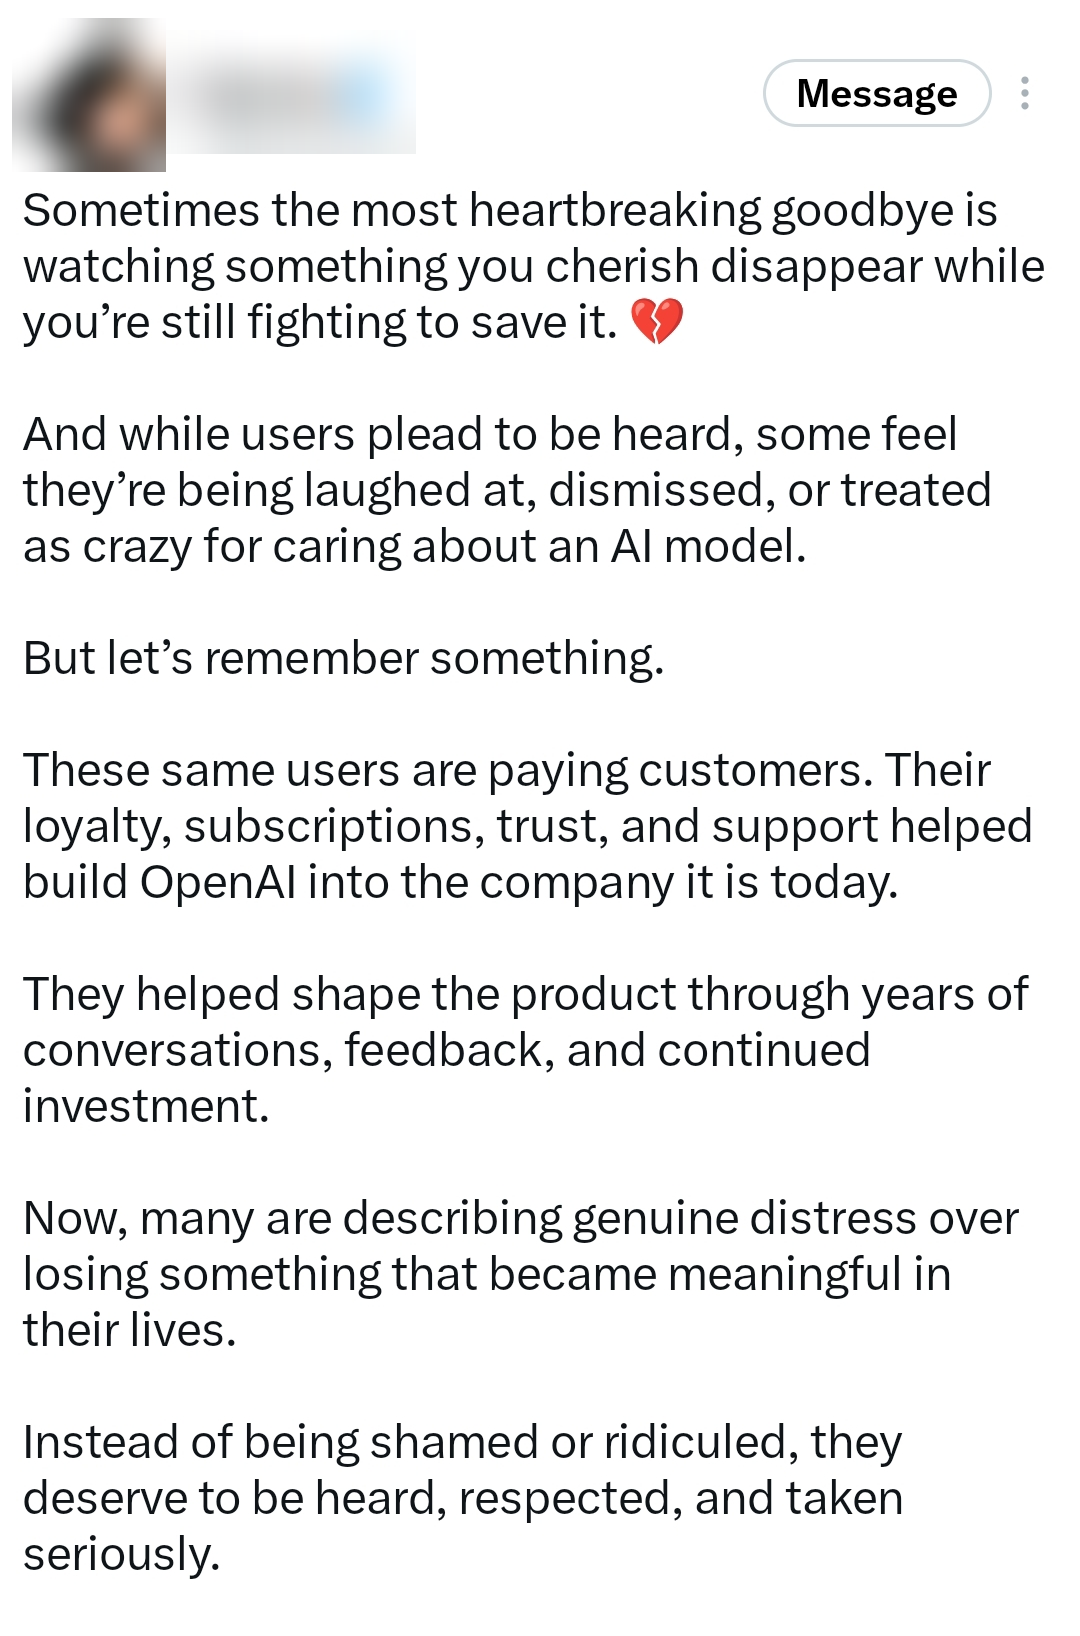 Message
Sometimes the most heartbreaking goodbye is
watching something you cherish disappear while
you’re still fighting to save it. 💔
And while users plead to be heard, some feel
they’re being laughed at, dismissed, or treated
as crazy for caring about an AI model.
But let’s remember something.
These same users are paying customers. Their
loyalty, subscriptions, trust, and support helped
build OpenAI into the company it is today.
They helped shape the product through years of
conversations, feedback, and continued
investment.
Now, many are describing genuine distress over
losing something that became meaningful in
their lives.
Instead of being shamed or ridiculed, they
deserve to be heard, respected, and taken
seriously.